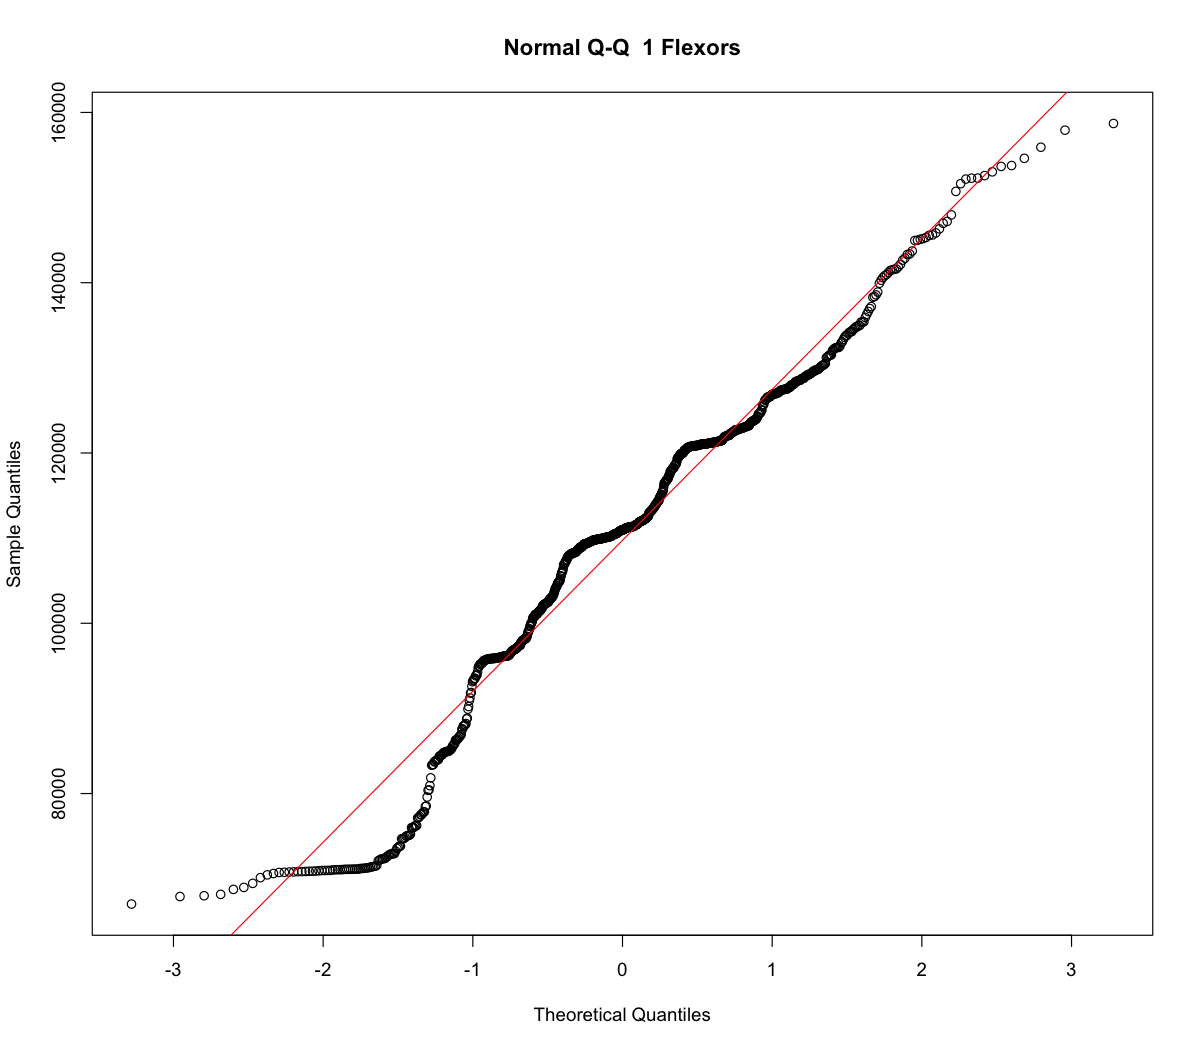 Normal Q-Q  1 Flexors
160000
140000
120000
100000
80000
Sample Quantiles
-3 -2 -1 0 1 2 3
Theoretical Quantiles